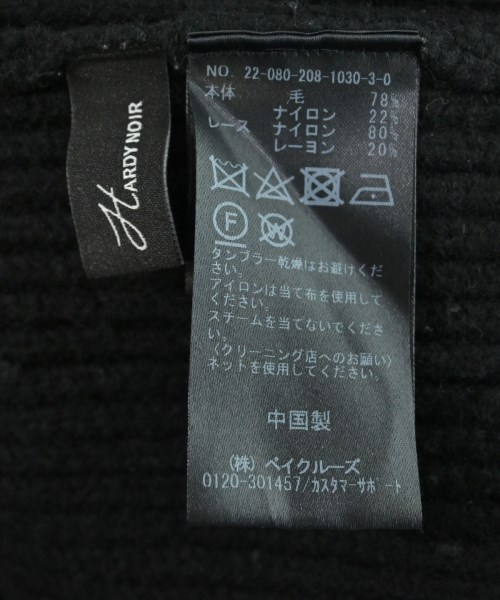 HARDY NOIR
NO. 22-080-208-1030-3-0
本体 毛 78%
ナイロン 22%
レース ナイロン 80%
レーヨン 20%
F W
タンブラー乾燥はお避けくだ
さい。
アイロンは当て布を使用して
ください。
スチームを当てないでくださ
い。
〈クリーニング店へのお願い〉
ネットを使用してください。
中国製
(株) ベイクルーズ
0120-301457/カスタマーサポート